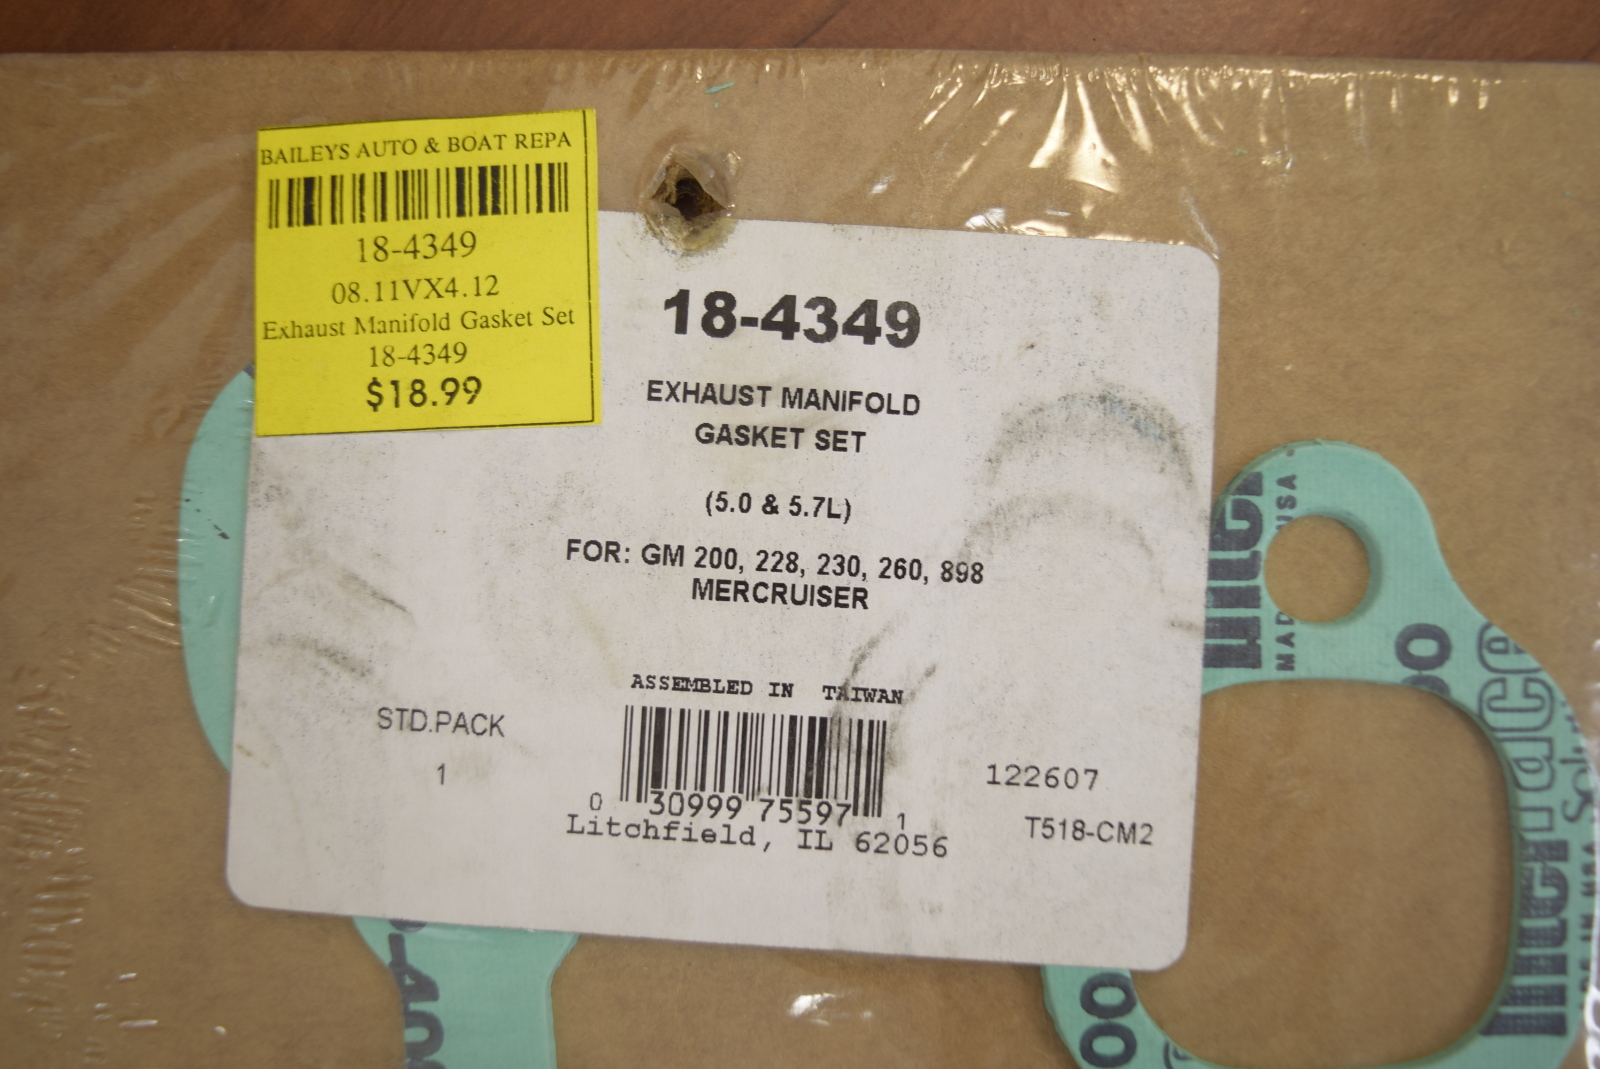 BAILEYS AUTO & BOAT REPA
18-4349
08.11VX4.12
Exhaust Manifold Gasket Set
18-4349
$18.99
18-4349
EXHAUST MANIFOLD
GASKET SET
(5.0 & 5.7L)
FOR: GM 200, 228, 230, 260, 898
MERCRUISER
ASSEMBLED IN TAIWAN
STD.PACK
1
0 30999 75597 1
Litchfield, IL 62056
122607
T518-CM2